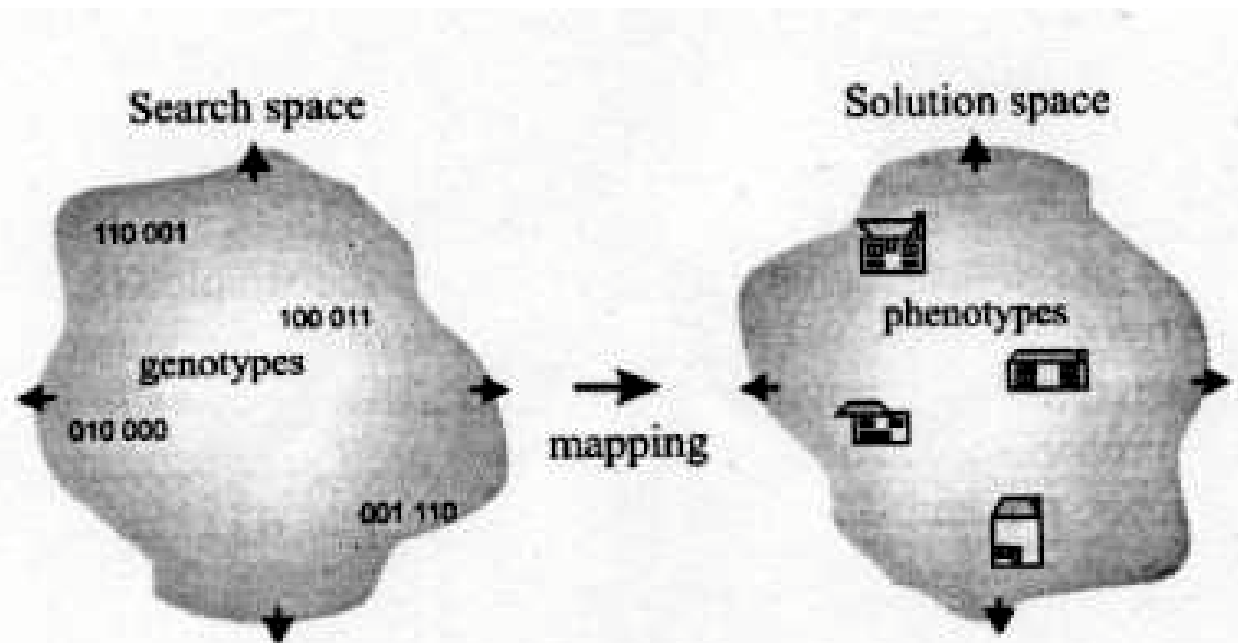 Search space
Solution space
110 001
100 011
genotypes
010 000
001 110
mapping
phenotypes